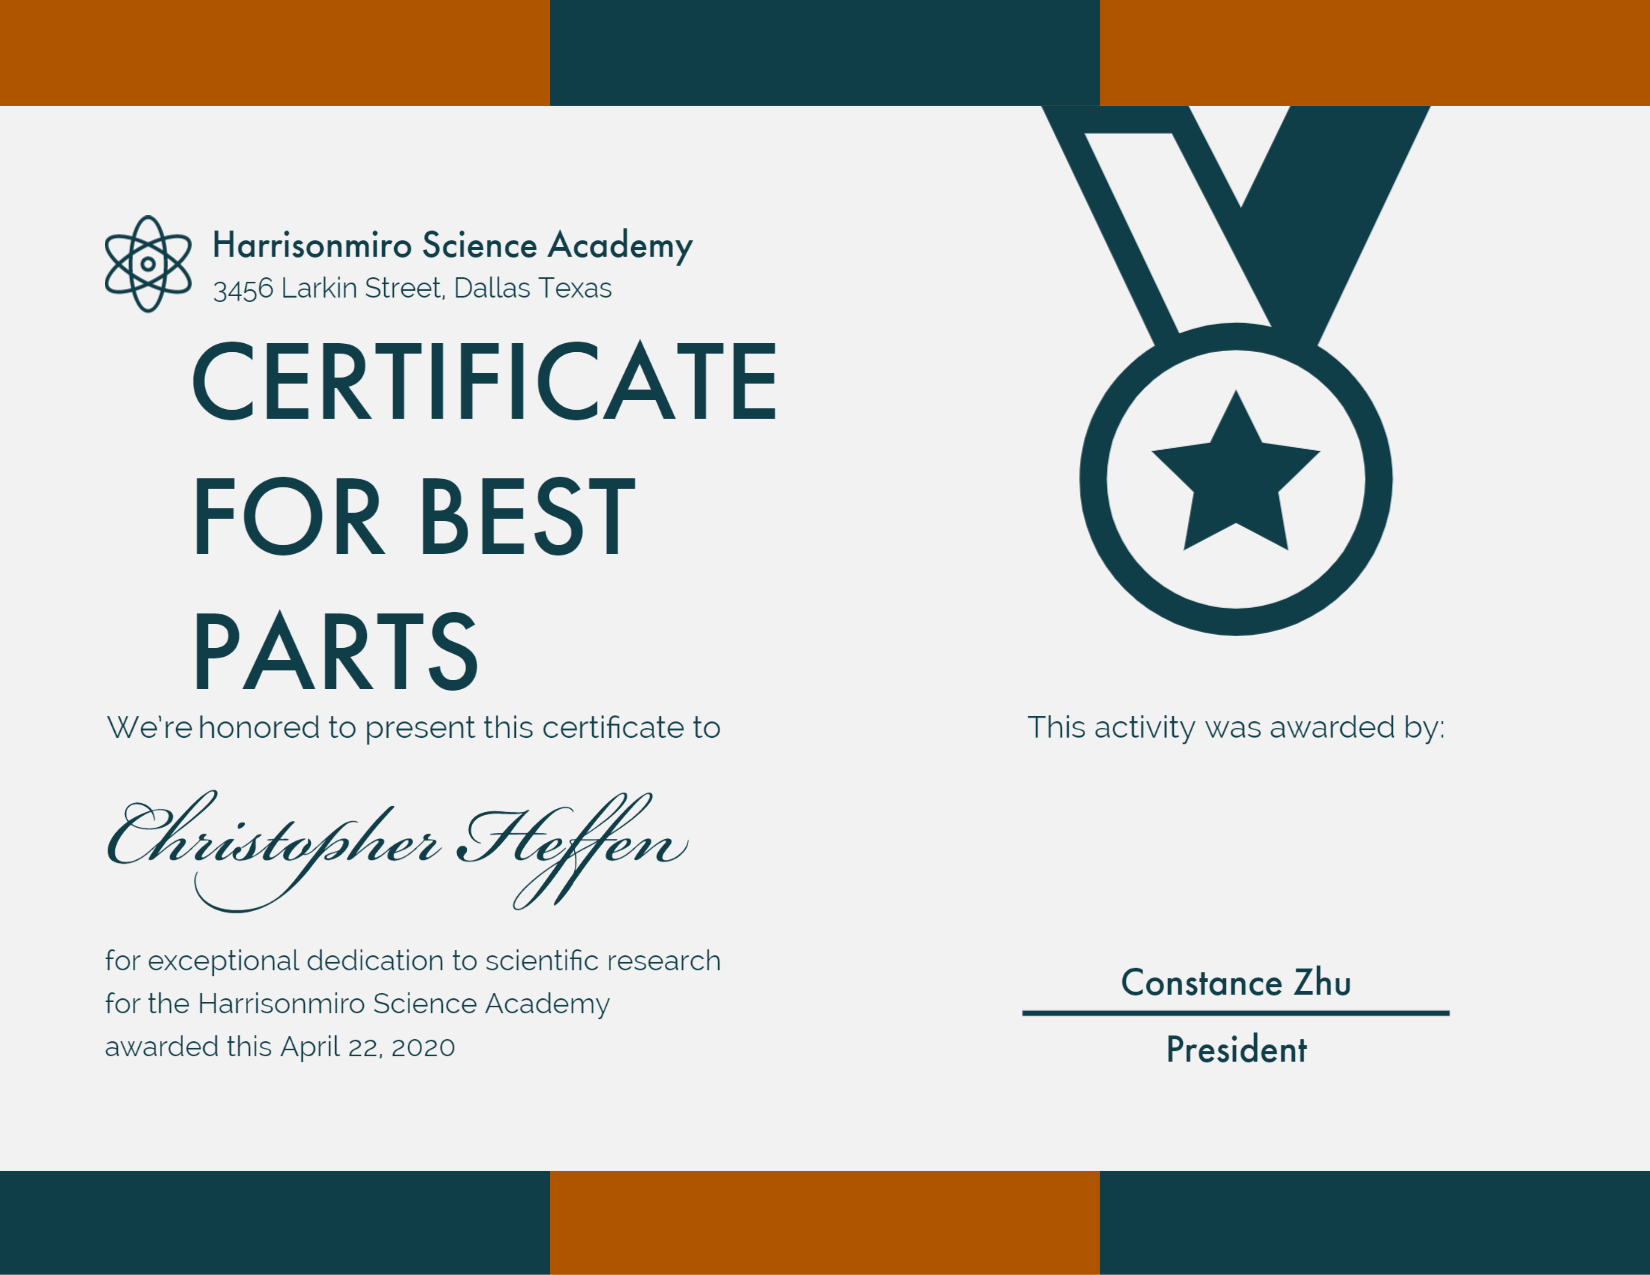 Harrisonmiro Science Academy
3456 Larkin Street, Dallas Texas
CERTIFICATE
FOR BEST
PARTS
We're honored to present this certificate to
Christopher Heffen
for exceptional dedication to scientific research
for the Harrisonmiro Science Academy
awarded this April 22, 2020
This activity was awarded by:
Constance Zhu
President